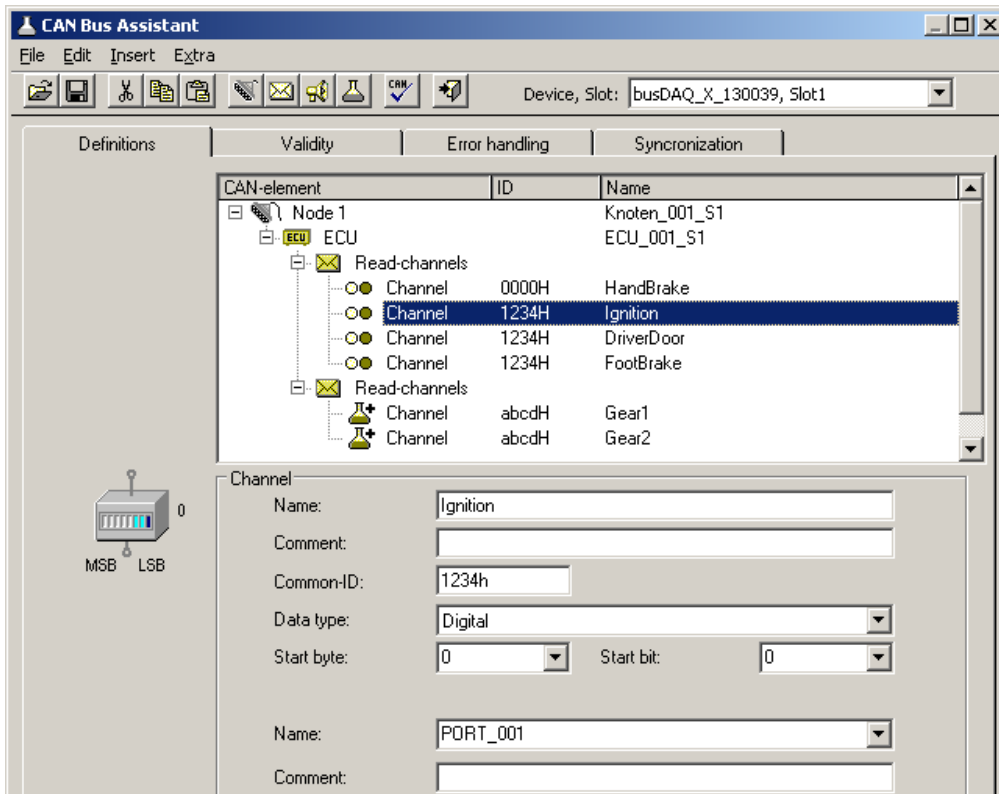 CAN Bus Assistant
File Edit Insert Extra
CAN Device, Slot: busDAQ_X_130039, Slot1
Definitions Validity Error handling Syncronization
CAN-element ID Name
Node 1 Knoten_001_S1
ECU ECU ECU_001_S1
Read-channels
Channel 0000H HandBrake
Channel 1234H Ignition
Channel 1234H DriverDoor
Channel 1234H FootBrake
Read-channels
Channel abcdH Gear1
Channel abcdH Gear2
0
MSB LSB
Channel
Name: Ignition
Comment:
Common-ID: 1234h
Data type: Digital
Start byte: 0 Start bit: 0
Name: PORT_001
Comment: